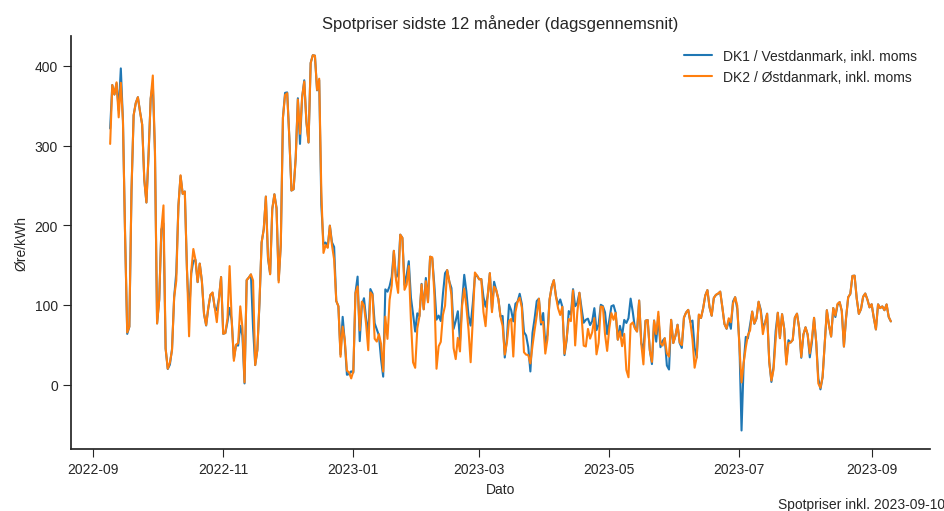 Spotpriser sidste 12 måneder (dagsgennemsnit)
DK1 / Vestdanmark, inkl. moms
DK2 / Østdanmark, inkl. moms
400
300
200
100
0
Øre/kWh
2022-09 2022-11 2023-01 2023-03 2023-05 2023-07 2023-09
Dato
Spotpriser inkl. 2023-09-10